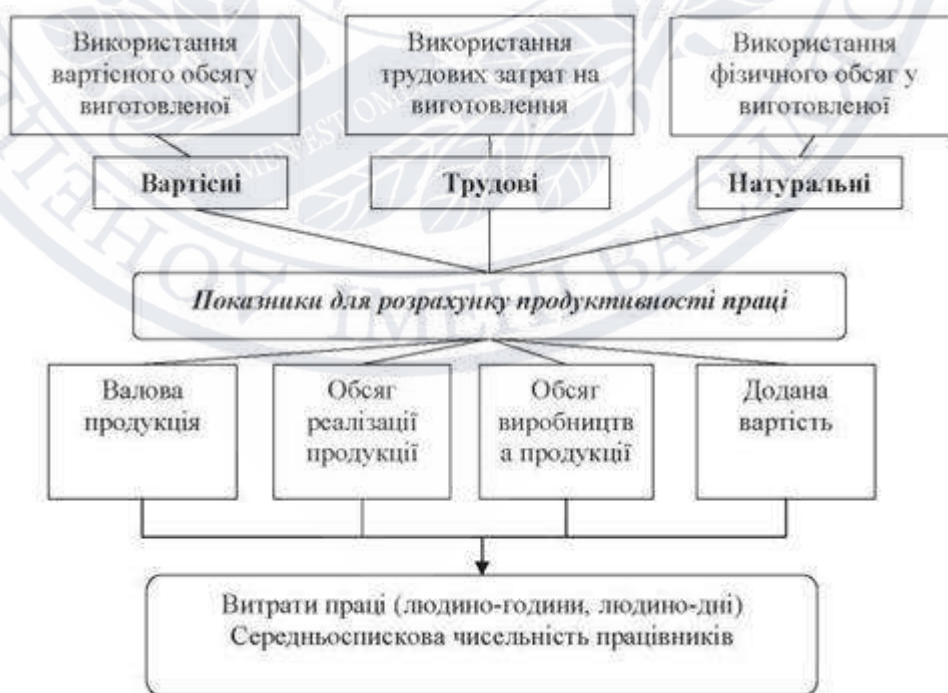 Використання
вартісного обсягу
виготовленої
Використання
трудових затрат на
виготовлення
Використання
фізичного обсяг у
виготовленої
Вартісні
Трудові
Натуральні
Показники для розрахунку продуктивності праці
Валова
продукція
Обсяг
реалізації
продукції
Обсяг
виробництв
а продукції
Додана
вартість
Витрати праці (людино-години, людино-дні)
Середньоспискова чисельність працівників
ІМЕНІ ВАСИ